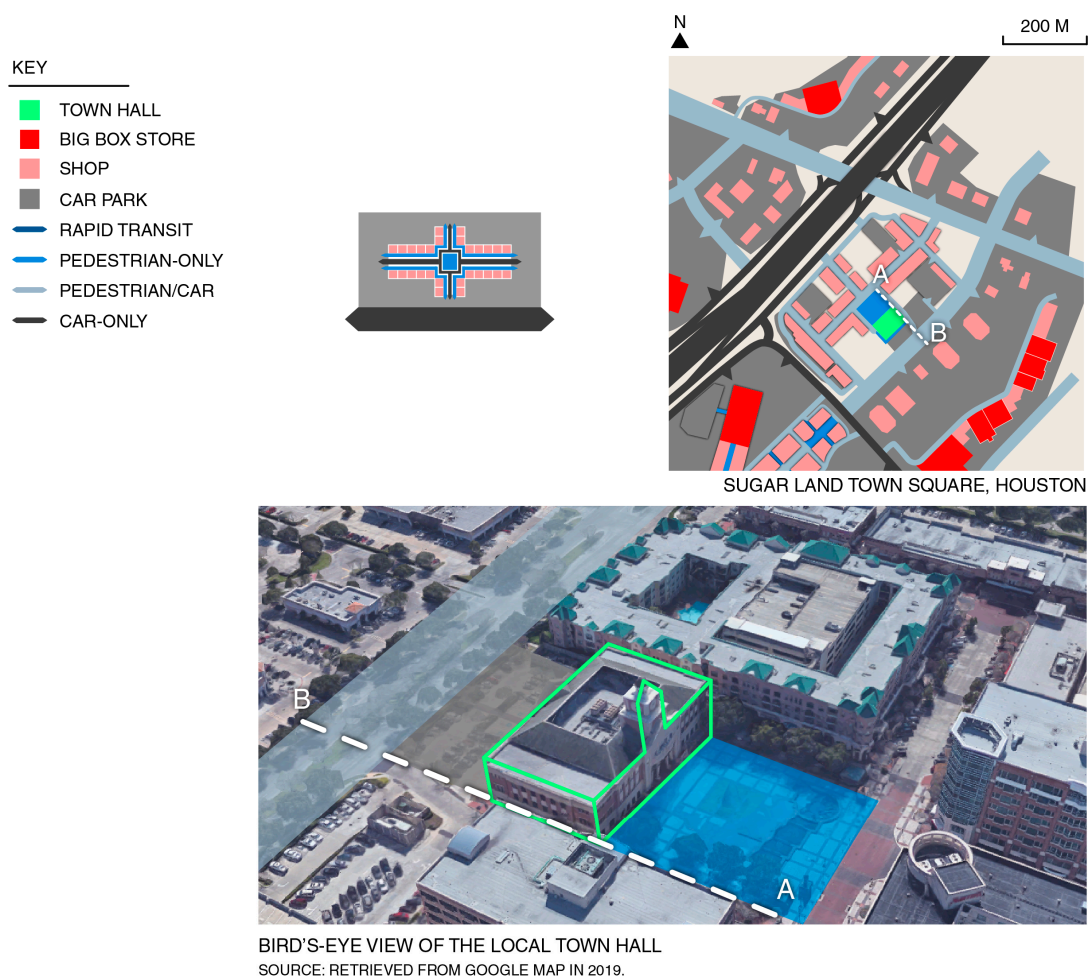 N
200 M
KEY
TOWN HALL
BIG BOX STORE
SHOP
CAR PARK
RAPID TRANSIT
PEDESTRIAN-ONLY
PEDESTRIAN/CAR
CAR-ONLY
A
B
SUGAR LAND TOWN SQUARE, HOUSTON
B
A
BIRD'S-EYE VIEW OF THE LOCAL TOWN HALL
SOURCE: RETRIEVED FROM GOOGLE MAP IN 2019.